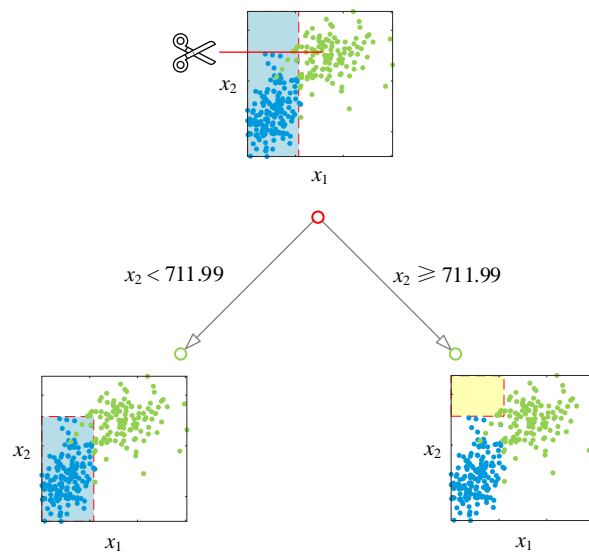 x₂
x₁
x₂ < 711.99
x₂ ⩾ 711.99
x₂
x₂
x₁
x₁